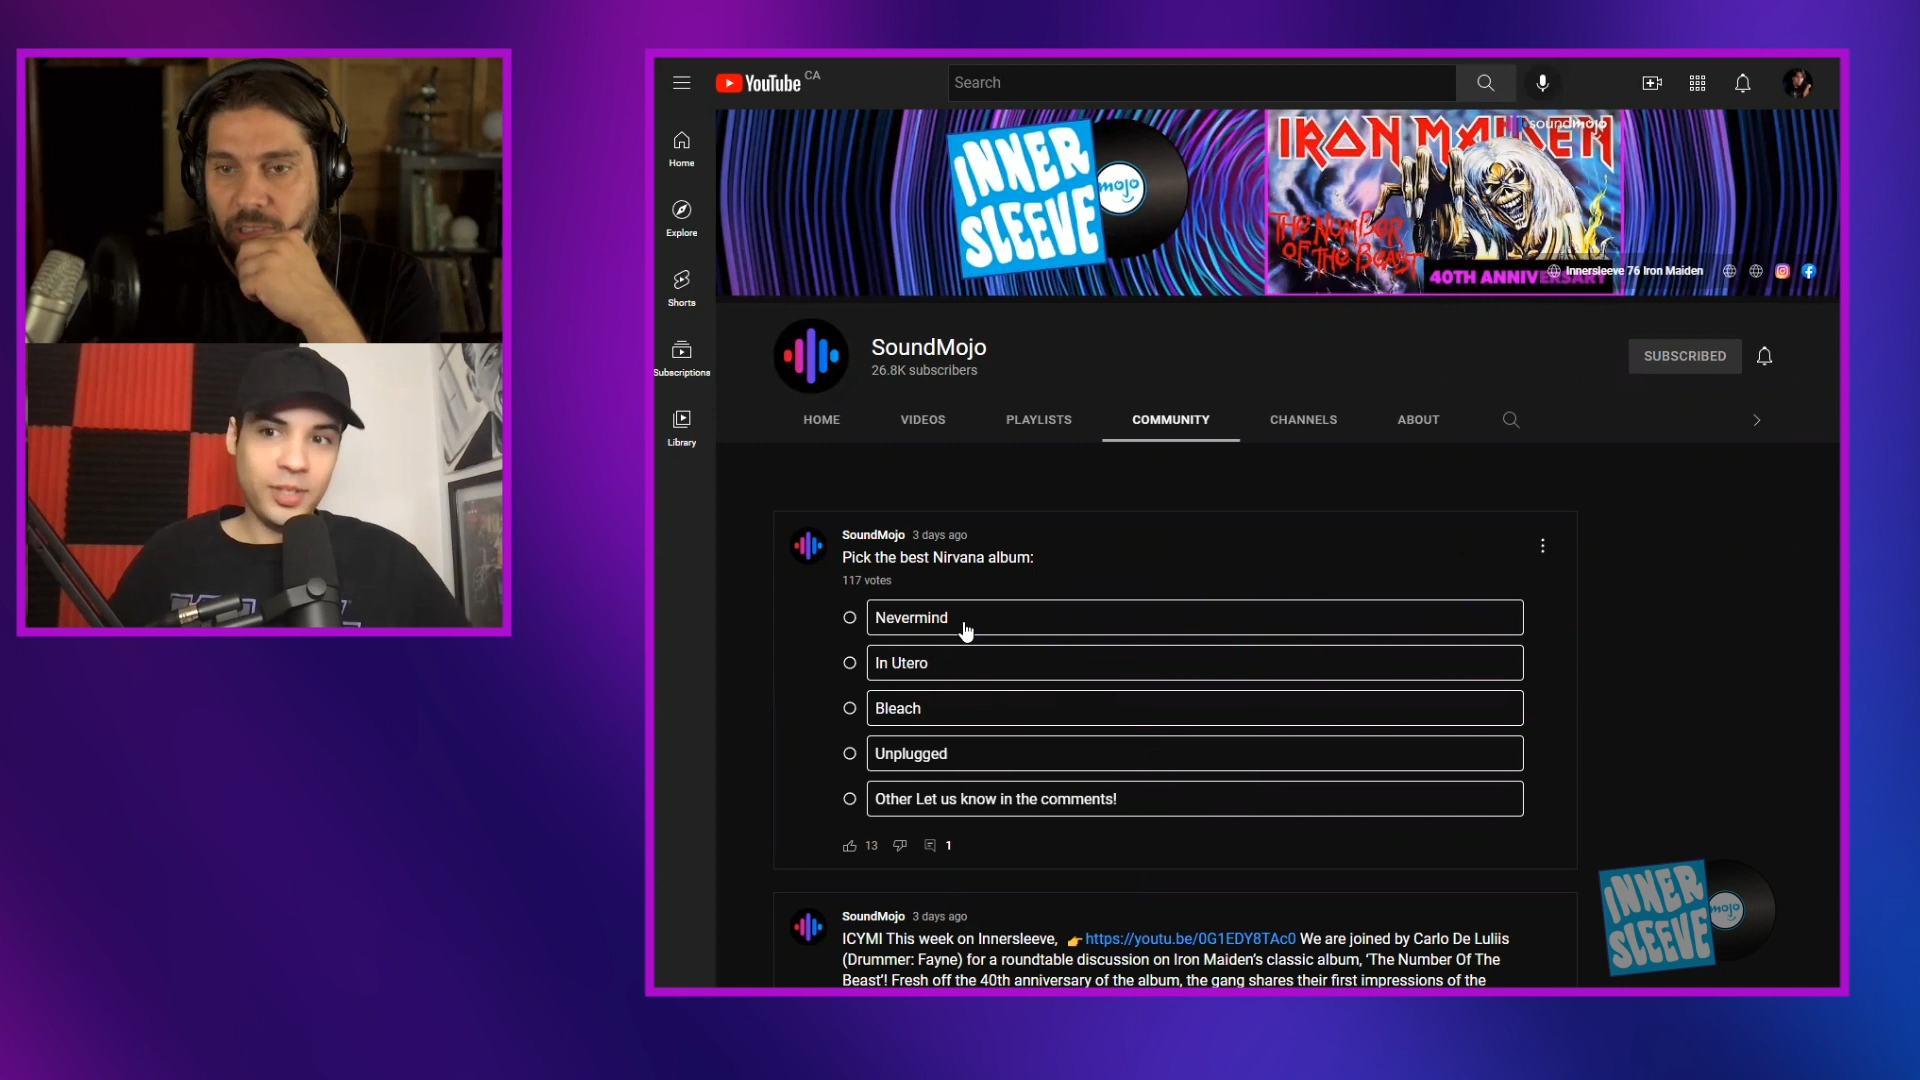 YouTube CA
Search
Home
Explore
Shorts
Subscriptions
Library
INNER
SLEEVE
mojo
IRON MAIDEN
soundmojo
THE NUMBER
OF THE BEAST
40TH ANNIVERSARY
Innersleeve 76 Iron Maiden
SoundMojo
26.8K subscribers
SUBSCRIBED
HOME VIDEOS PLAYLISTS COMMUNITY CHANNELS ABOUT
SoundMojo 3 days ago
Pick the best Nirvana album:
117 votes
Nevermind
In Utero
Bleach
Unplugged
Other Let us know in the comments!
13 1
SoundMojo 3 days ago
ICYMI This week on Innersleeve, 👉 https://youtu.be/0G1EDY8TAc0 We are joined by Carlo De Luliis
(Drummer: Fayne) for a roundtable discussion on Iron Maiden's classic album, 'The Number Of The
Beast'! Fresh off the 40th anniversary of the album, the gang shares their first impressions of the
INNER
SLEEVE
mojo